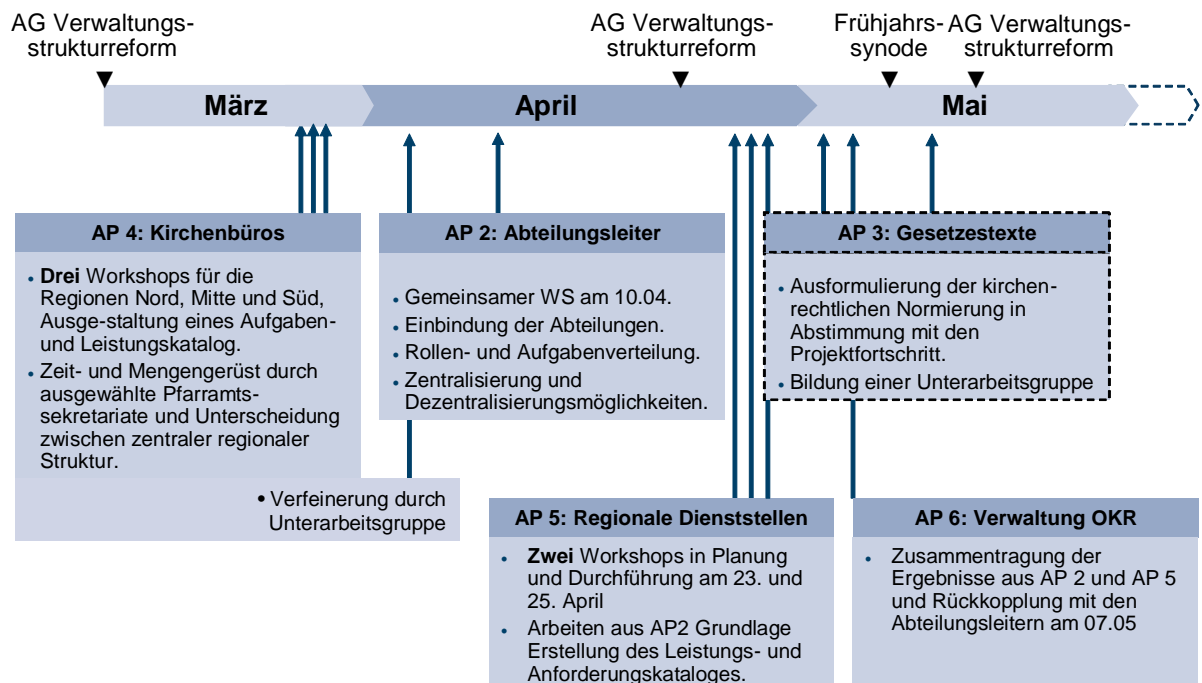 AG Verwaltungs-
strukturreform
AG Verwaltungs-
strukturreform
Frühjahrs-
synode
AG Verwaltungs-
strukturreform
März
April
Mai
AP 4: Kirchenbüros
• Drei Workshops für die
Regionen Nord, Mitte und Süd,
Ausge-staltung eines Aufgaben-
und Leistungskatalog.
• Zeit- und Mengengerüst durch
ausgewählte Pfarramts-
sekretariate und Unterscheidung
zwischen zentraler regionaler
Struktur.
• Verfeinerung durch
Unterarbeitsgruppe
AP 2: Abteilungsleiter
• Gemeinsamer WS am 10.04.
• Einbindung der Abteilungen.
• Rollen- und Aufgabenverteilung.
• Zentralisierung und
Dezentralisierungsmöglichkeiten.
AP 3: Gesetzestexte
• Ausformulierung der kirchen-
rechtlichen Normierung in
Abstimmung mit den
Projektfortschritt.
• Bildung einer Unterarbeitsgruppe
AP 5: Regionale Dienststellen
• Zwei Workshops in Planung
und Durchführung am 23. und
25. April
• Arbeiten aus AP2 Grundlage
Erstellung des Leistungs- und
Anforderungskataloges.
AP 6: Verwaltung OKR
• Zusammentragung der
Ergebnisse aus AP 2 und AP 5
und Rückkopplung mit den
Abteilungsleitern am 07.05